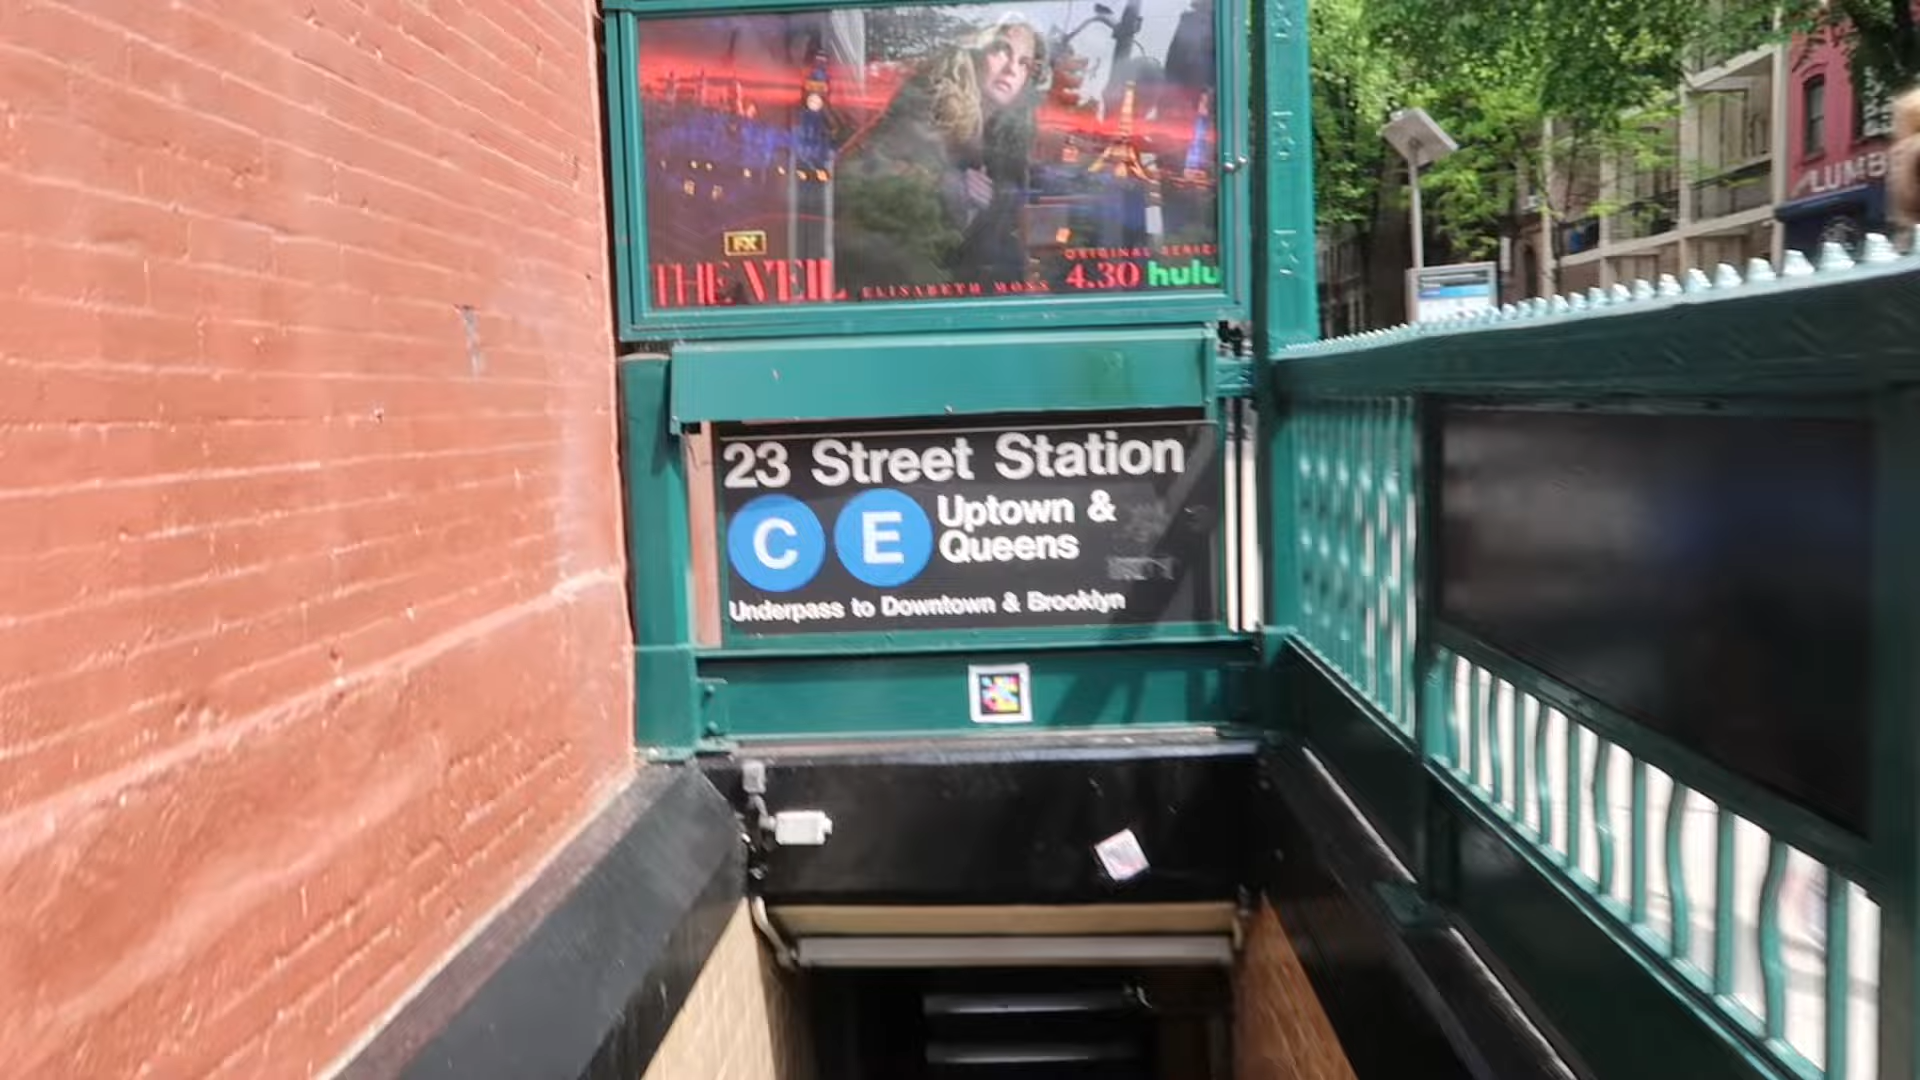 FX
THE VEIL
ELISABETH MOSS
ORIGINAL SERIES
4.30 hulu
LUMB
23 Street Station
C E Uptown &
Queens
Underpass to Downtown & Brooklyn